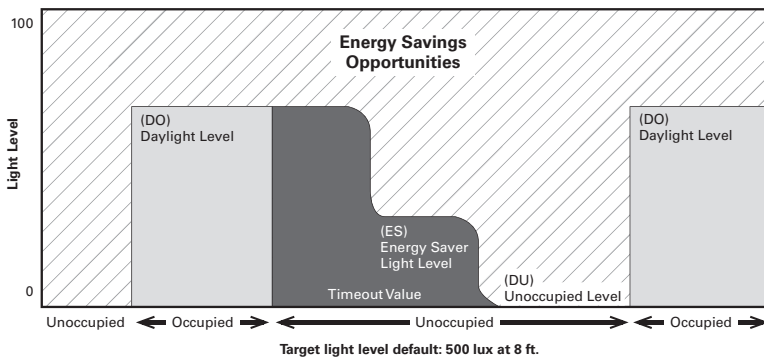 100
Energy Savings
Opportunities
(DO)
Daylight Level
(DO)
Daylight Level
Light Level
(ES)
Energy Saver
Light Level
(DU)
Unoccupied Level
Timeout Value
0
Unoccupied
Occupied
Unoccupied
Occupied
Target light level default: 500 lux at 8 ft.